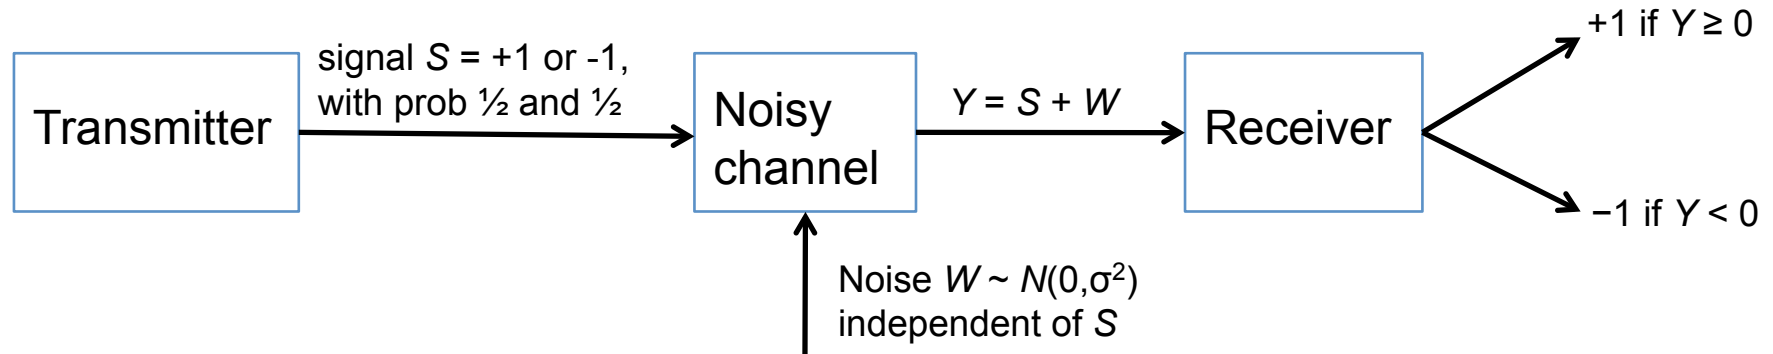 Transmitter
signal S = +1 or -1,
with prob ½ and ½
Noisy
channel
Y = S + W
Receiver
+1 if Y ≥ 0
−1 if Y < 0
Noise W ~ N(0,σ²)
independent of S